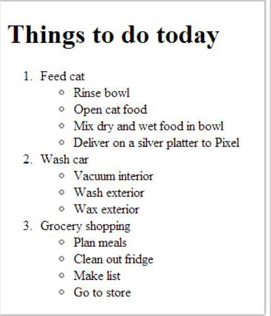 Things to do today
1. Feed cat
◦ Rinse bowl
◦ Open cat food
◦ Mix dry and wet food in bowl
◦ Deliver on a silver platter to Pixel
2. Wash car
◦ Vacuum interior
◦ Wash exterior
◦ Wax exterior
3. Grocery shopping
◦ Plan meals
◦ Clean out fridge
◦ Make list
◦ Go to store